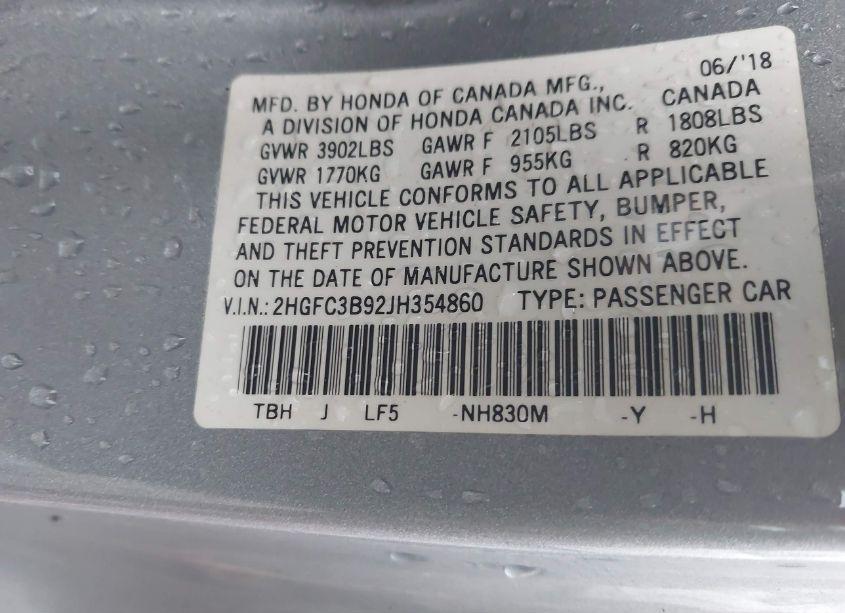 06/'18
MFD. BY HONDA OF CANADA MFG., CANADA
A DIVISION OF HONDA CANADA INC.
GVWR 3902LBS GAWR F 2105LBS R 1808LBS
GVWR 1770KG GAWR F 955KG R 820KG
THIS VEHICLE CONFORMS TO ALL APPLICABLE
FEDERAL MOTOR VEHICLE SAFETY, BUMPER,
AND THEFT PREVENTION STANDARDS IN EFFECT
ON THE DATE OF MANUFACTURE SHOWN ABOVE.
V.I.N.: 2HGFC3B92JH354860 TYPE: PASSENGER CAR
TBH J LF5 -NH830M -Y -H